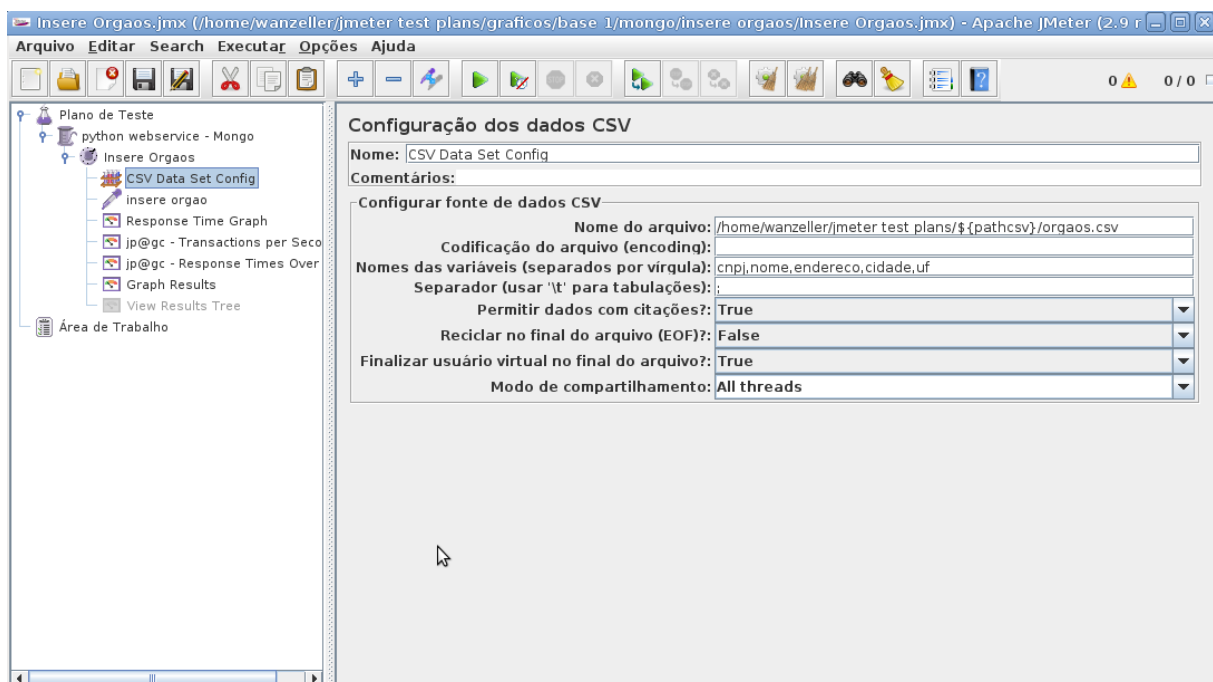 Insere Orgaos.jmx (/home/wanzeller/jmeter test plans/graficos/base 1/mongo/insere orgaos/Insere Orgaos.jmx) - Apache JMeter (2.9 r
Arquivo Editar Search Executar Opções Ajuda
0 0 / 0
Plano de Teste
python webservice - Mongo
Insere Orgaos
CSV Data Set Config
insere orgao
Response Time Graph
jp@gc - Transactions per Seco
jp@gc - Response Times Over
Graph Results
View Results Tree
Área de Trabalho
Configuração dos dados CSV
Nome: CSV Data Set Config
Comentários:
Configurar fonte de dados CSV
Nome do arquivo: /home/wanzeller/jmeter test plans/${pathcsv}/orgaos.csv
Codificação do arquivo (encoding):
Nomes das variáveis (separados por vírgula): cnpj,nome,endereco,cidade,uf
Separador (usar '\t' para tabulações): ;
Permitir dados com citações?: True
Reciclar no final do arquivo (EOF)?: False
Finalizar usuário virtual no final do arquivo?: True
Modo de compartilhamento: All threads